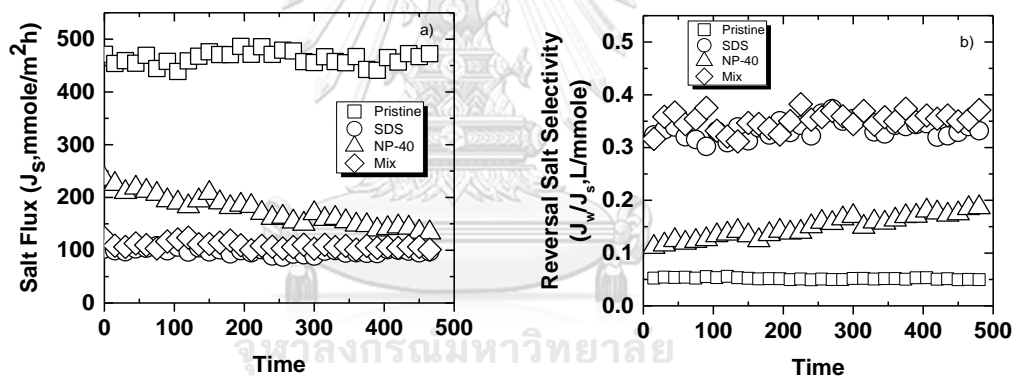 a)
Salt Flux (Js,mmole/m2h)
500
400
300
200
100
0
Pristine
SDS
NP-40
Mix
0 100 200 300 400 500
Time
b)
Reversal Salt Selectivity
(Jw/Js,L/mmole)
Pristine
SDS
NP-40
Mix
0.5
0.4
0.3
0.2
0.1
0.0
0 100 200 300 400 500
Time
จุฬาลงกรณ์มหาวิทยาลัย